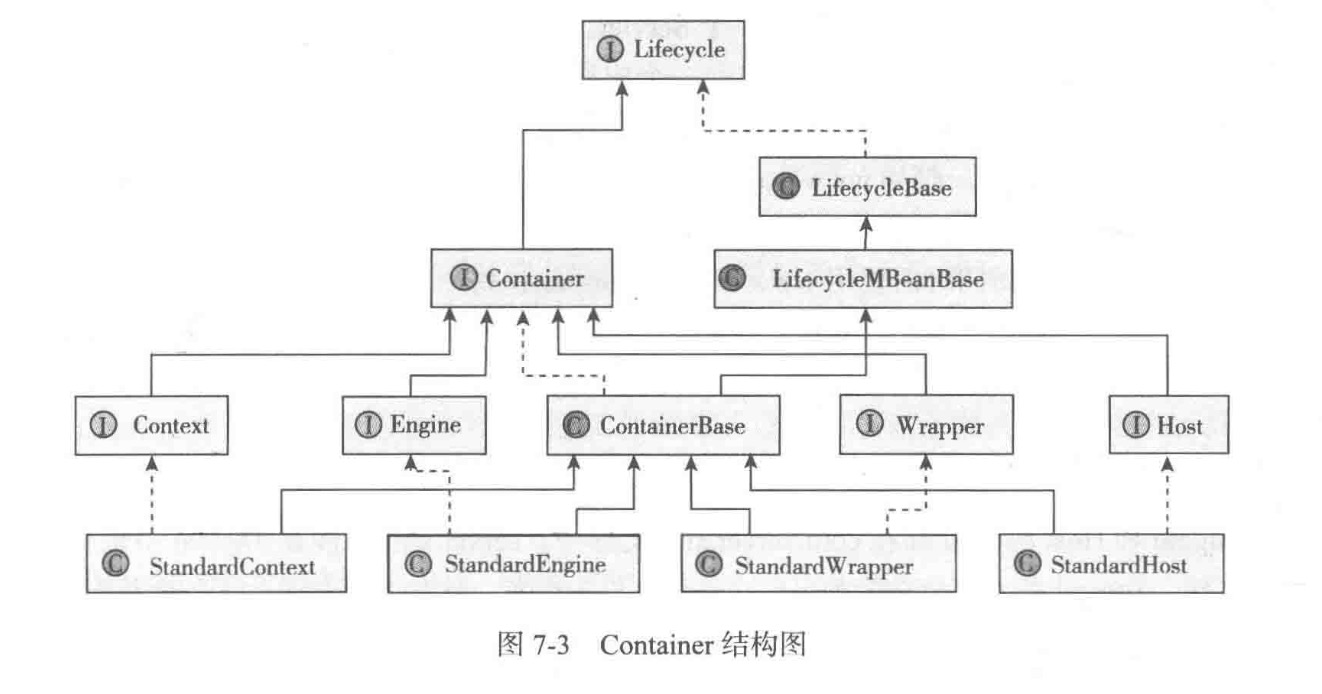 I Lifecycle
C LifecycleBase
I Container
C LifecycleMBeanBase
I Context
I Engine
C ContainerBase
I Wrapper
I Host
C StandardContext
C StandardEngine
C StandardWrapper
C StandardHost
图 7-3 Container 结构图